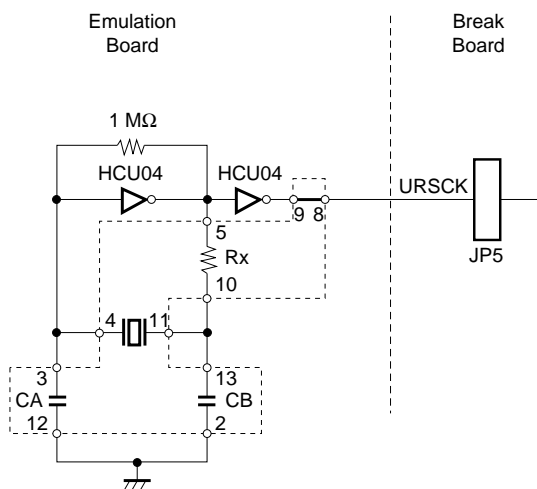 Emulation
Board
Break
Board
1 MΩ
HCU04
HCU04
URSCK
9 8
5
JP5
Rx
10
4
11
3
13
CA
CB
12
2